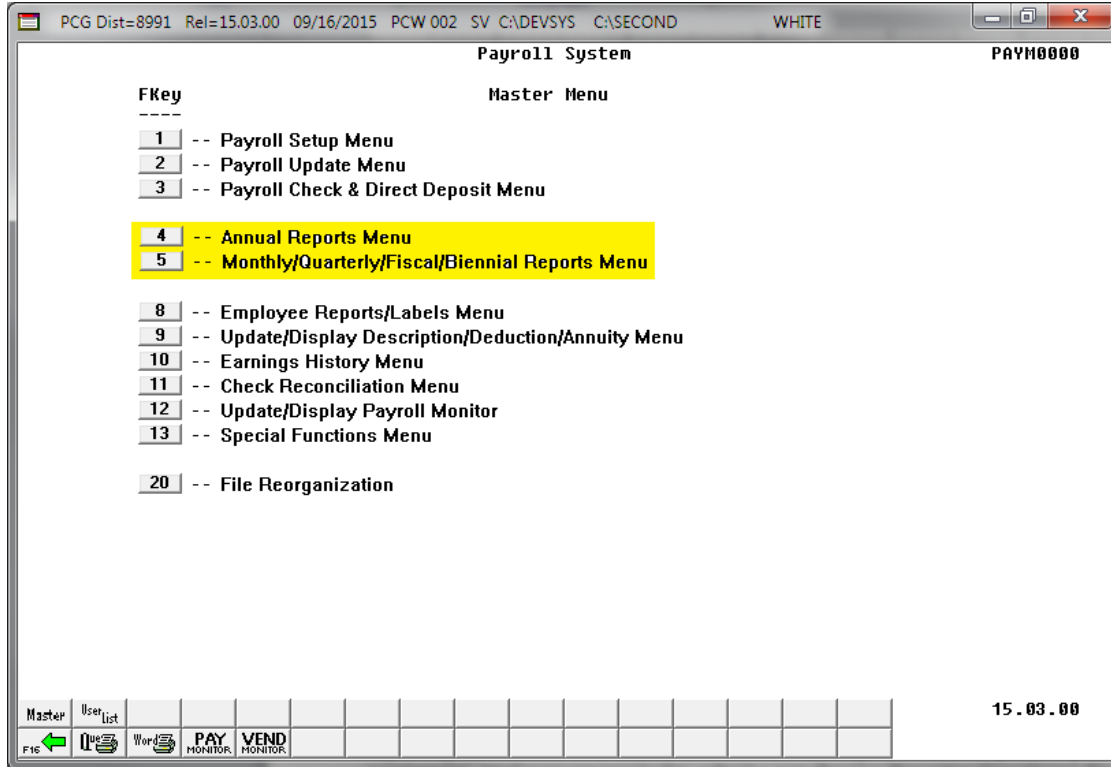 PCG Dist=8991 Rel=15.03.00 09/16/2015 PCW 002 SV C:\DEVSYS C:\SECOND WHITE
Payroll System PAYM0000
FKey Master Menu
----
1 -- Payroll Setup Menu
2 -- Payroll Update Menu
3 -- Payroll Check & Direct Deposit Menu
4 -- Annual Reports Menu
5 -- Monthly/Quarterly/Fiscal/Biennial Reports Menu
8 -- Employee Reports/Labels Menu
9 -- Update/Display Description/Deduction/Annuity Menu
10 -- Earnings History Menu
11 -- Check Reconciliation Menu
12 -- Update/Display Payroll Monitor
13 -- Special Functions Menu
20 -- File Reorganization
Master User List 15.03.00
F16 Que Word PAY MONITOR VEND MONITOR